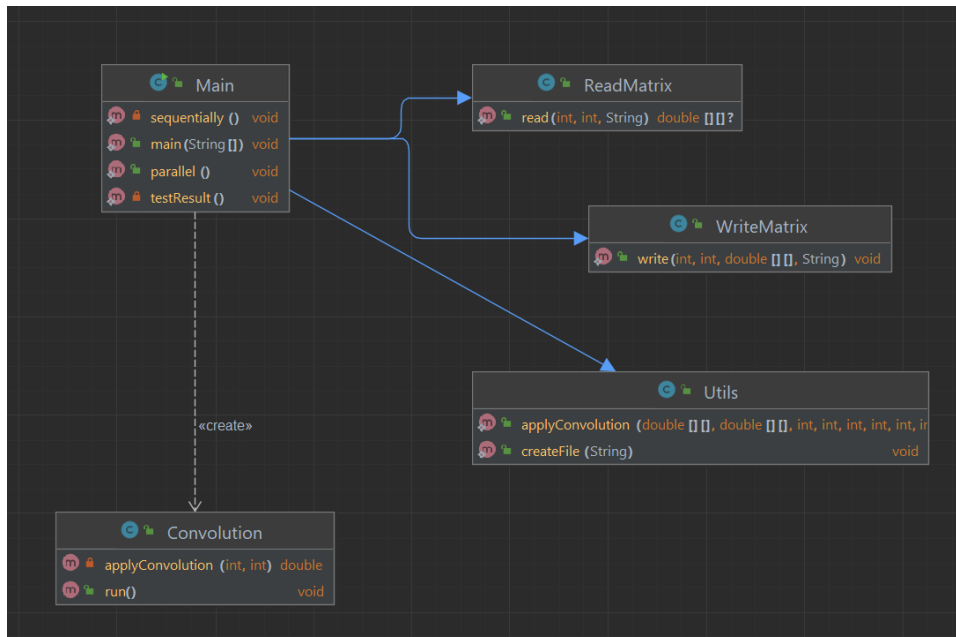 Main
sequentially () void
main(String[]) void
parallel () void
testResult () void
ReadMatrix
read(int, int, String) double [][]?
WriteMatrix
write(int, int, double [][], String) void
Utils
applyConvolution (double [][], double [][], int, int, int, int, int,
createFile (String) void
«create»
Convolution
applyConvolution (int, int) double
run() void